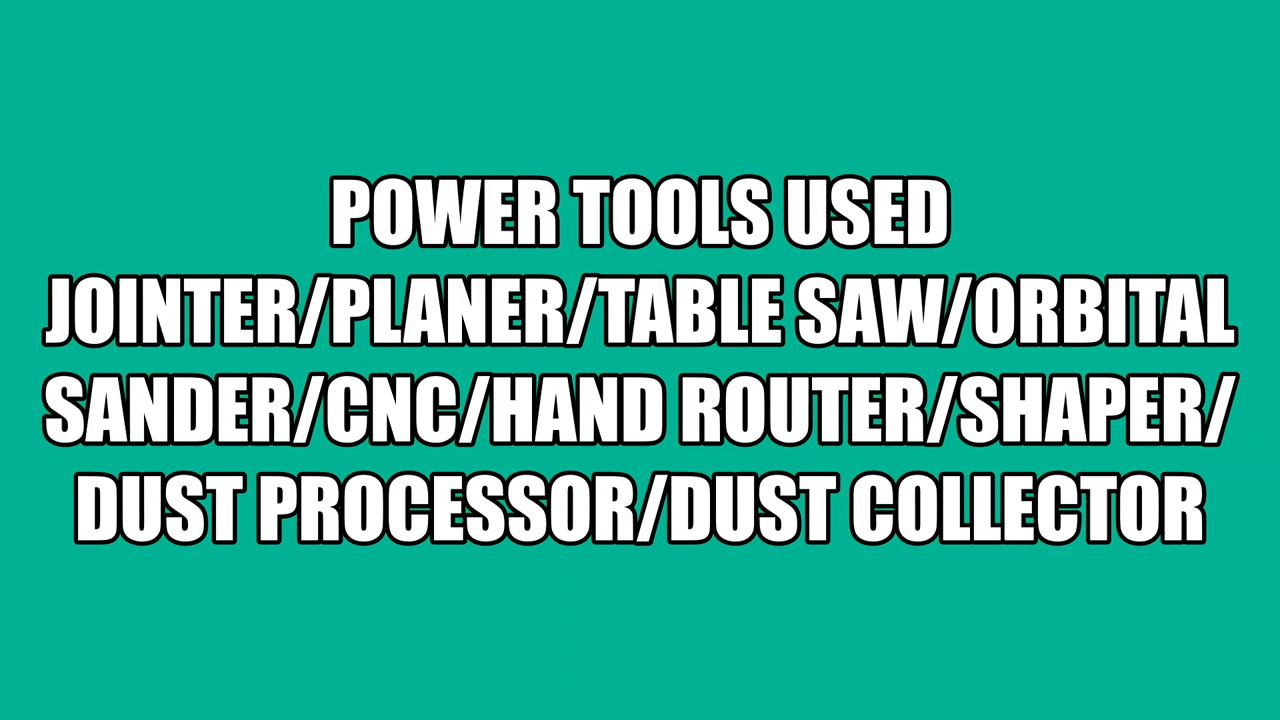 POWER TOOLS USED
JOINTER/PLANER/TABLE SAW/ORBITAL
SANDER/CNC/HAND ROUTER/SHAPER/
DUST PROCESSOR/DUST COLLECTOR